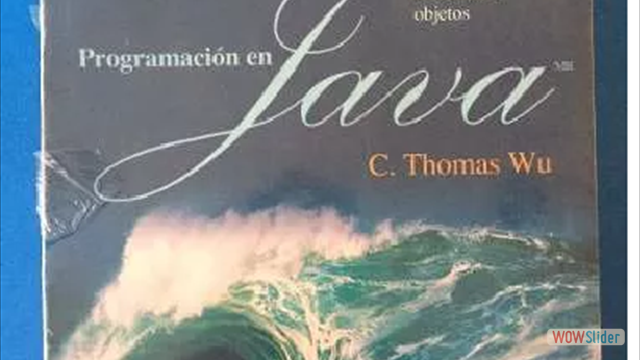 objetos
Programación en
Java
C. Thomas Wu
WOWSlider